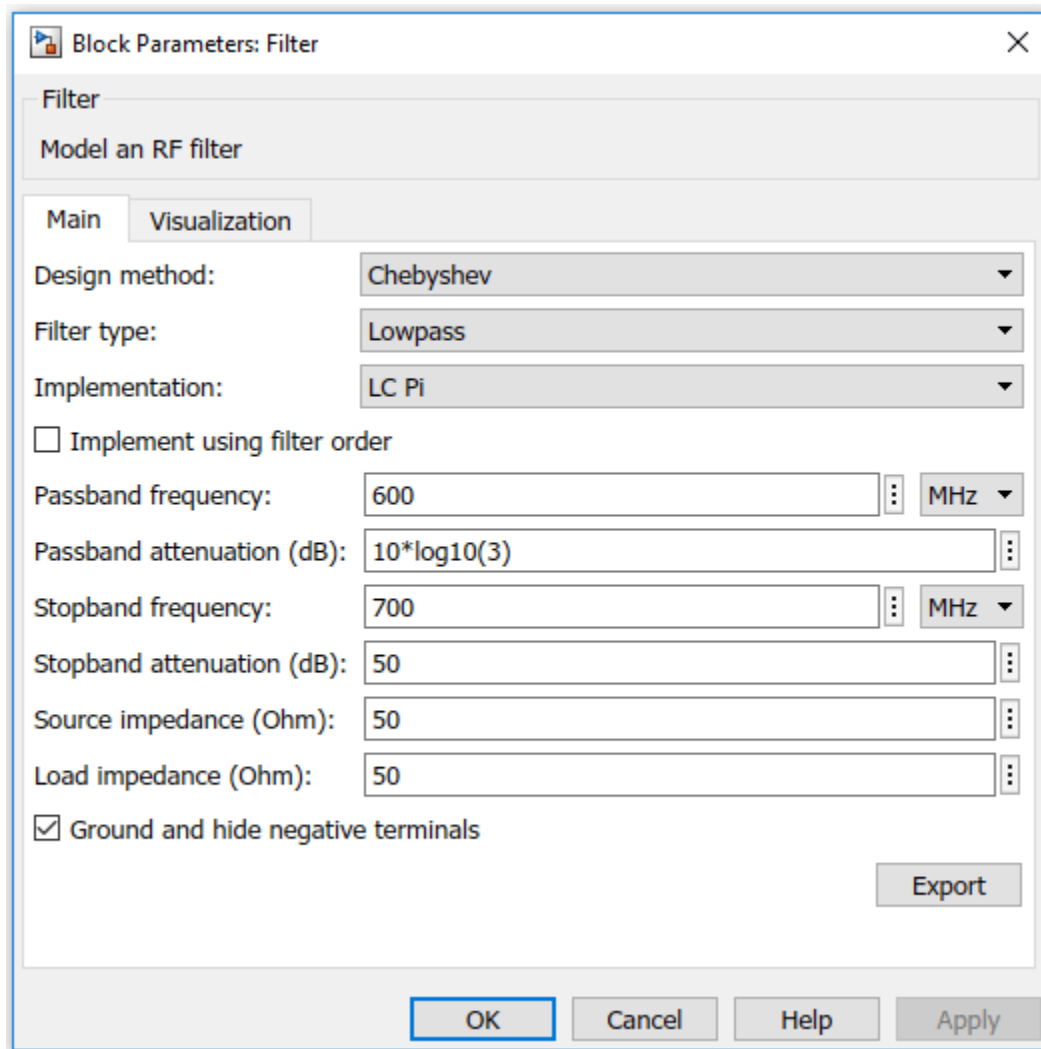 Block Parameters: Filter
Filter
Model an RF filter
Main Visualization
Design method: Chebyshev
Filter type: Lowpass
Implementation: LC Pi
Implement using filter order
Passband frequency: 600 MHz
Passband attenuation (dB): 10*log10(3)
Stopband frequency: 700 MHz
Stopband attenuation (dB): 50
Source impedance (Ohm): 50
Load impedance (Ohm): 50
Ground and hide negative terminals
Export
OK Cancel Help Apply